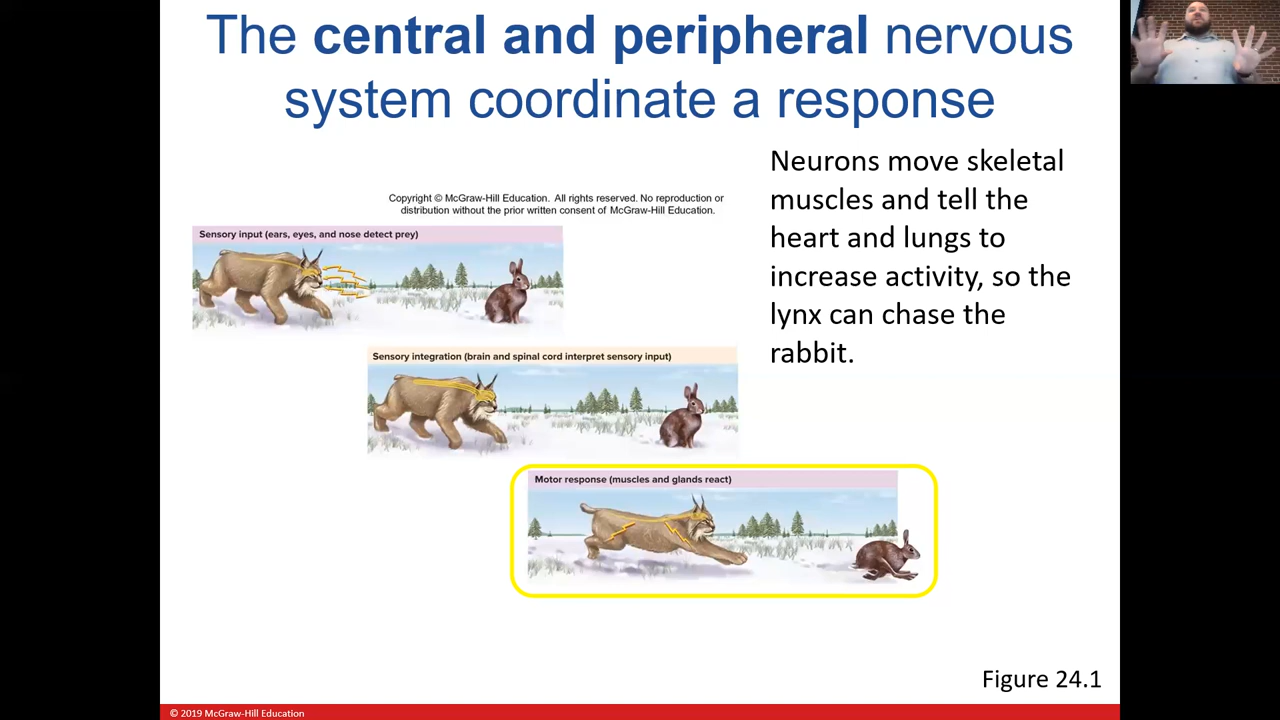 The central and peripheral nervous
system coordinate a response
Neurons move skeletal
muscles and tell the
heart and lungs to
increase activity, so the
lynx can chase the
rabbit.
Copyright © McGraw-Hill Education. All rights reserved. No reproduction or
distribution without the prior written consent of McGraw-Hill Education.
Sensory input (ears, eyes, and nose detect prey)
Sensory integration (brain and spinal cord interpret sensory input)
Motor response (muscles and glands react)
Figure 24.1
© 2019 McGraw-Hill Education